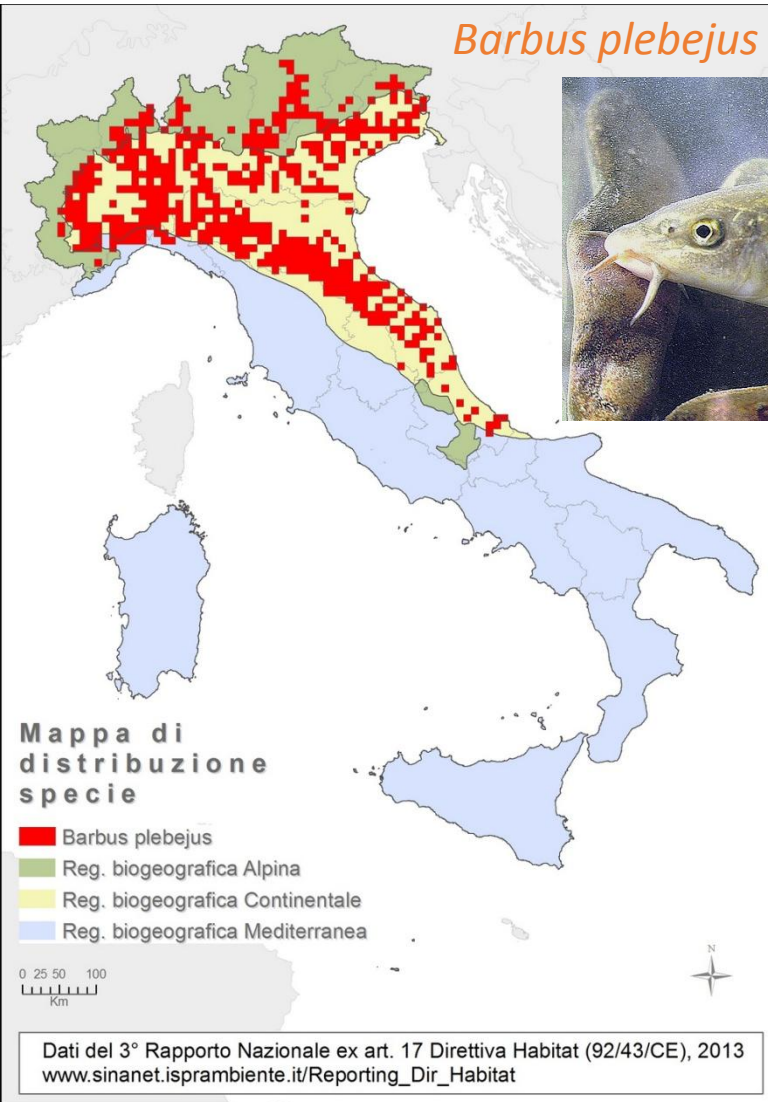 Barbus plebejus
Mappa di
distribuzione
specie
Barbus plebejus
Reg. biogeografica Alpina
Reg. biogeografica Continentale
Reg. biogeografica Mediterranea
N
0 25 50 100
Km
Dati del 3° Rapporto Nazionale ex art. 17 Direttiva Habitat (92/43/CE), 2013
www.sinanet.isprambiente.it/Reporting_Dir_Habitat